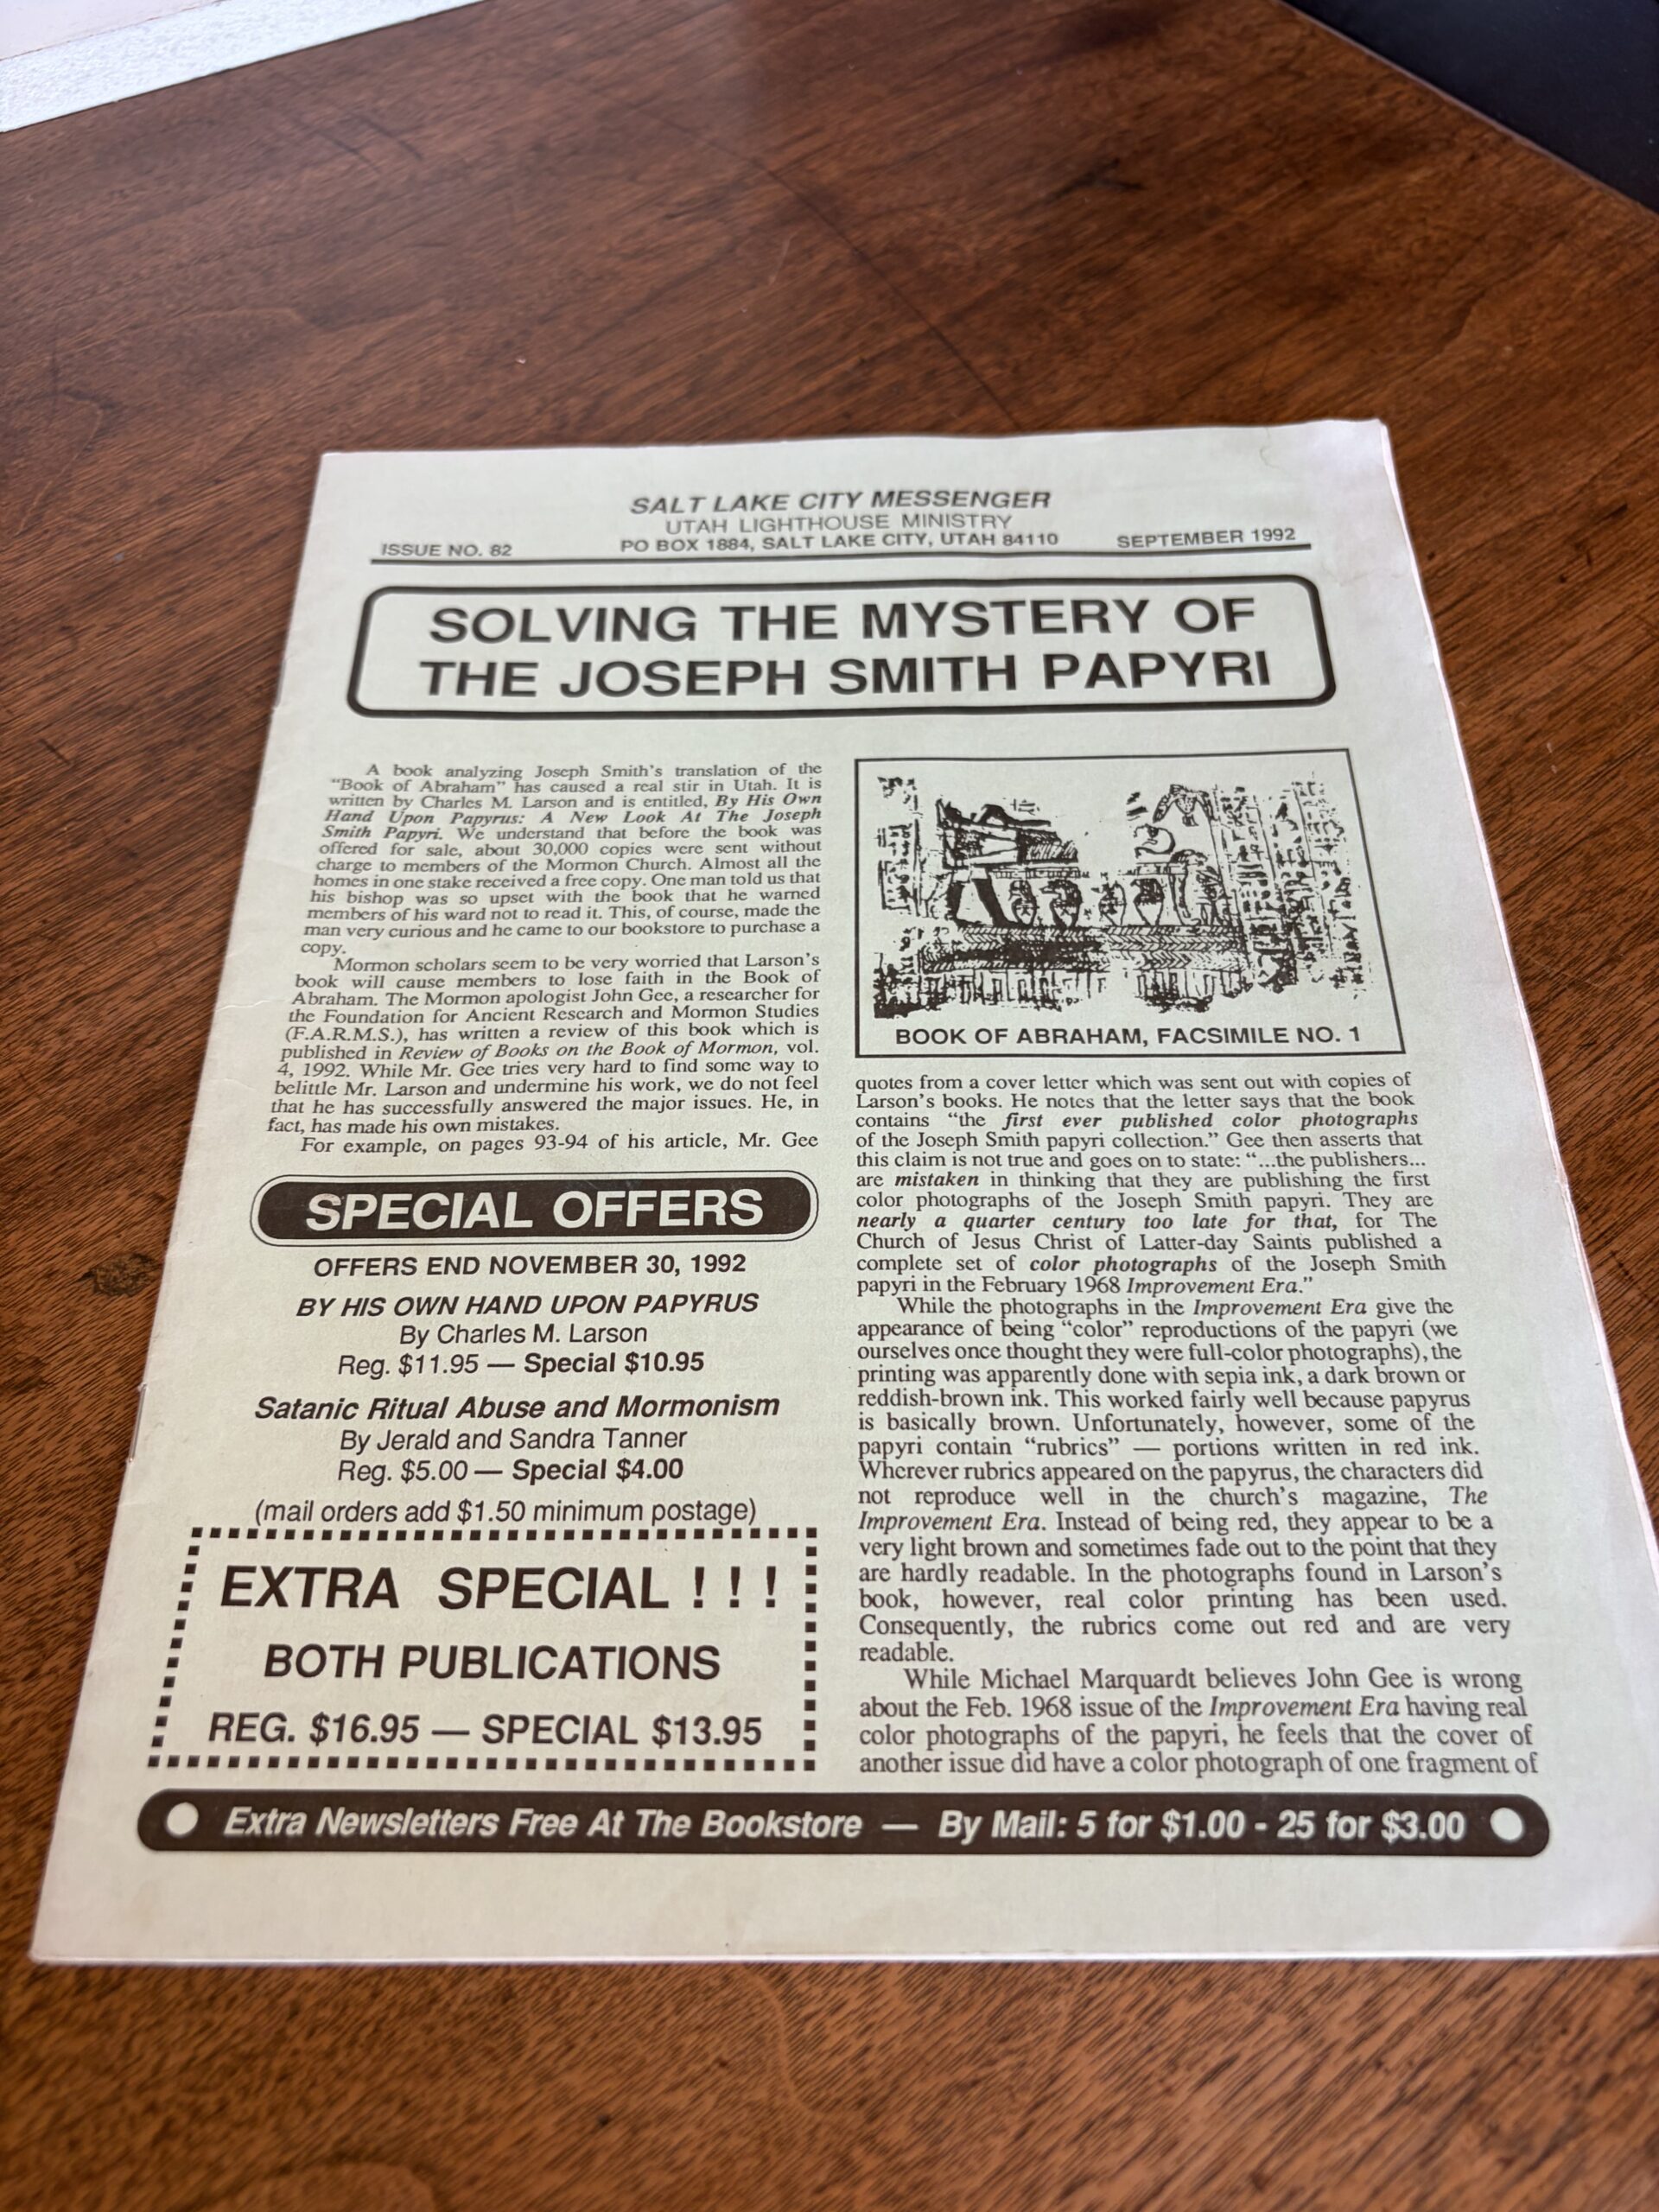 SALT LAKE CITY MESSENGER
UTAH LIGHTHOUSE MINISTRY
ISSUE NO. 82 PO BOX 1884, SALT LAKE CITY, UTAH 84110 SEPTEMBER 1992
SOLVING THE MYSTERY OF
THE JOSEPH SMITH PAPYRI
A book analyzing Joseph Smith's translation of the
"Book of Abraham" has caused a real stir in Utah. It is
written by Charles M. Larson and is entitled, By His Own
Hand Upon Papyrus: A New Look At The Joseph
Smith Papyri. We understand that before the book was
offered for sale, about 30,000 copies were sent without
charge to members of the Mormon Church. Almost all the
homes in one stake received a free copy. One man told us that
his bishop was so upset with the book that he warned
members of his ward not to read it. This, of course, made the
man very curious and he came to our bookstore to purchase a
copy.
Mormon scholars seem to be very worried that Larson's
book will cause members to lose faith in the Book of
Abraham. The Mormon apologist John Gee, a researcher for
the Foundation for Ancient Research and Mormon Studies
(F.A.R.M.S.), has written a review of this book which is
published in Review of Books on the Book of Mormon, vol.
4, 1992. While Mr. Gee tries very hard to find some way to
belittle Mr. Larson and undermine his work, we do not feel
that he has successfully answered the major issues. He, in
fact, has made his own mistakes.
For example, on pages 93-94 of his article, Mr. Gee
SPECIAL OFFERS
OFFERS END NOVEMBER 30, 1992
BY HIS OWN HAND UPON PAPYRUS
By Charles M. Larson
Reg. $11.95 — Special $10.95
Satanic Ritual Abuse and Mormonism
By Jerald and Sandra Tanner
Reg. $5.00 — Special $4.00
(mail orders add $1.50 minimum postage)
EXTRA SPECIAL ! ! !
BOTH PUBLICATIONS
REG. $16.95 — SPECIAL $13.95
BOOK OF ABRAHAM, FACSIMILE NO. 1
quotes from a cover letter which was sent out with copies of
Larson's books. He notes that the letter says that the book
contains "the first ever published color photographs
of the Joseph Smith papyri collection." Gee then asserts that
this claim is not true and goes on to state: "...the publishers...
are mistaken in thinking that they are publishing the first
color photographs of the Joseph Smith papyri. They are
nearly a quarter century too late for that, for The
Church of Jesus Christ of Latter-day Saints published a
complete set of color photographs of the Joseph Smith
papyri in the February 1968 Improvement Era."
While the photographs in the Improvement Era give the
appearance of being "color" reproductions of the papyri (we
ourselves once thought they were full-color photographs), the
printing was apparently done with sepia ink, a dark brown or
reddish-brown ink. This worked fairly well because papyrus
is basically brown. Unfortunately, however, some of the
papyri contain "rubrics" — portions written in red ink.
Wherever rubrics appeared on the papyrus, the characters did
not reproduce well in the church's magazine, The
Improvement Era. Instead of being red, they appear to be a
very light brown and sometimes fade out to the point that they
are hardly readable. In the photographs found in Larson's
book, however, real color printing has been used.
Consequently, the rubrics come out red and are very
readable.
While Michael Marquardt believes John Gee is wrong
about the Feb. 1968 issue of the Improvement Era having real
color photographs of the papyri, he feels that the cover of
another issue did have a color photograph of one fragment of
Extra Newsletters Free At The Bookstore — By Mail: 5 for $1.00 - 25 for $3.00